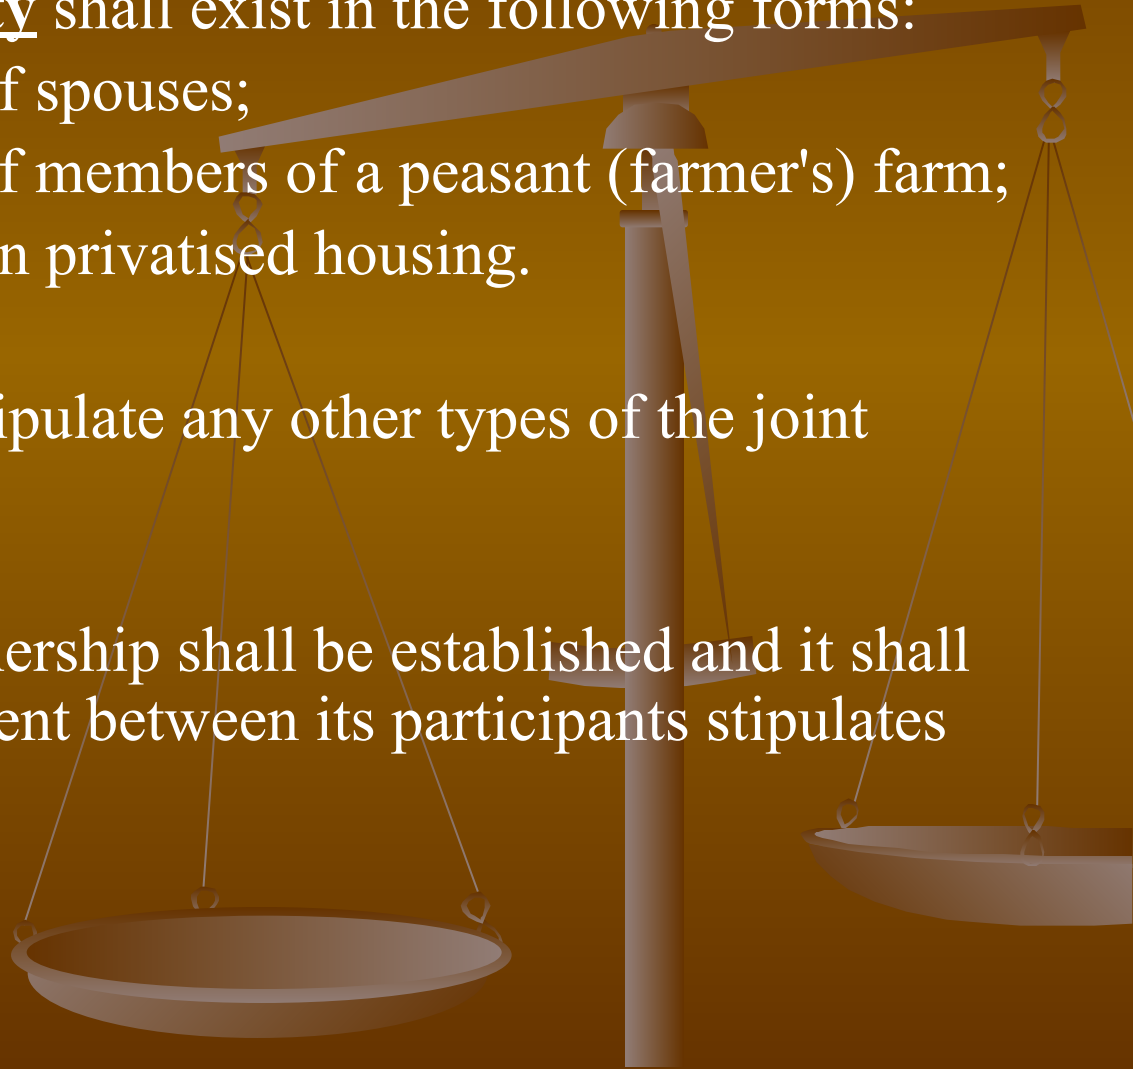 y shall exist in the following forms:
f spouses;
f members of a peasant (farmer's) farm;
n privatised housing.
ipulate any other types of the joint
ership shall be established and it shall
ent between its participants stipulates